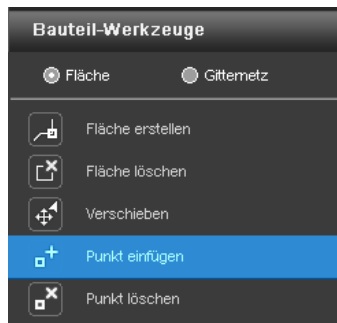 Bauteil-Werkzeuge
Fläche Gitternetz
Fläche erstellen
Fläche löschen
Verschieben
Punkt einfügen
Punkt löschen